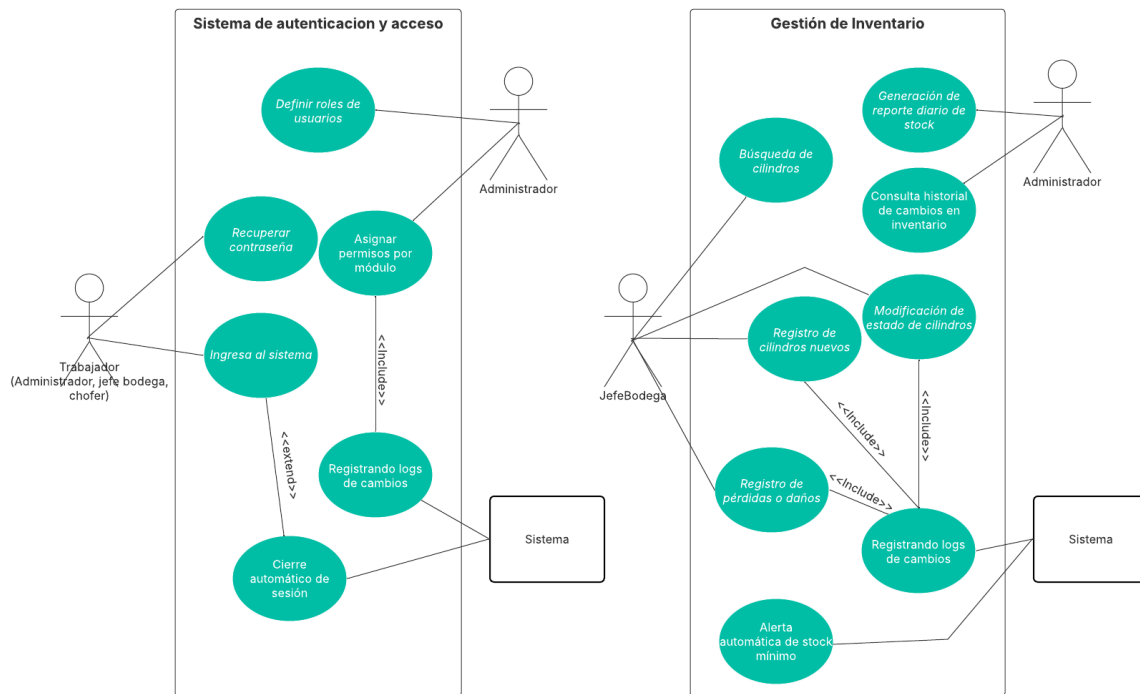 Sistema de autenticacion y acceso
Definir roles de
usuarios
Administrador
Recuperar
contraseña
Asignar
permisos por
módulo
Ingresa al sistema
Trabajador
(Administrador, jefe bodega,
chofer)
<<Include>>
<<extend>>
Registrando logs
de cambios
Sistema
Cierre
automático de
sesión
Gestión de Inventario
Generación de
reporte diario de
stock
Búsqueda de
cilindros
Administrador
Consulta historial
de cambios en
inventario
Modificación de
estado de cilindros
Registro de
cilindros nuevos
JefeBodega
<<Include>>
<<Include>>
<<Include>>
Registro de
pérdidas o daños
Registrando logs
de cambios
Sistema
Alerta
automática de stock
mínimo